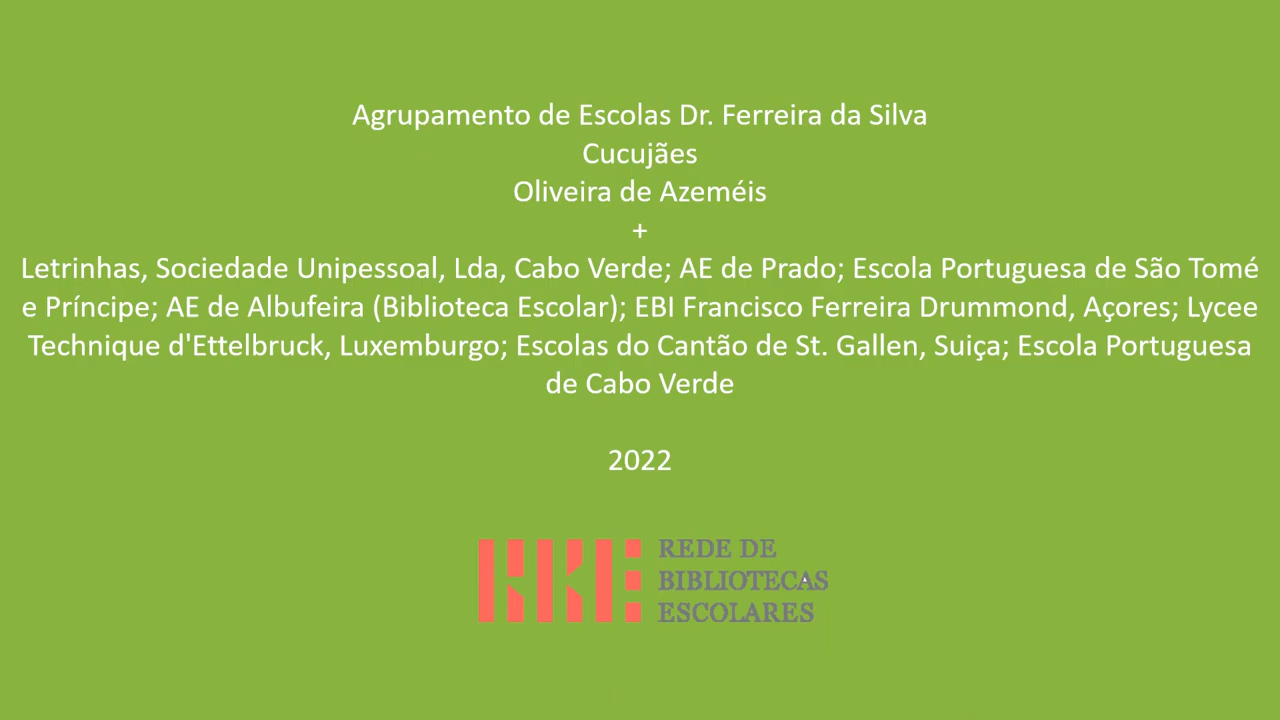 Agrupamento de Escolas Dr. Ferreira da Silva
Cucujães
Oliveira de Azeméis
+
Letrinhas, Sociedade Unipessoal, Lda, Cabo Verde; AE de Prado; Escola Portuguesa de São Tomé
e Príncipe; AE de Albufeira (Biblioteca Escolar); EBI Francisco Ferreira Drummond, Açores; Lycee
Technique d'Ettelbruck, Luxemburgo; Escolas do Cantão de St. Gallen, Suiça; Escola Portuguesa
de Cabo Verde
2022
RBE
REDE DE
BIBLIOTECAS
ESCOLARES